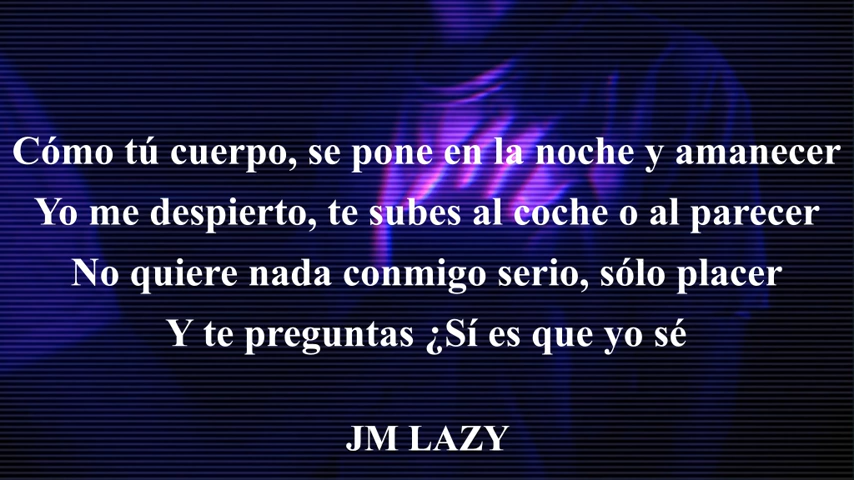 Cómo tú cuerpo, se pone en la noche y amanecer
Yo me despierto, te subes al coche o al parecer
No quiere nada conmigo serio, sólo placer
Y te preguntas ¿Sí es que yo sé
JM LAZY